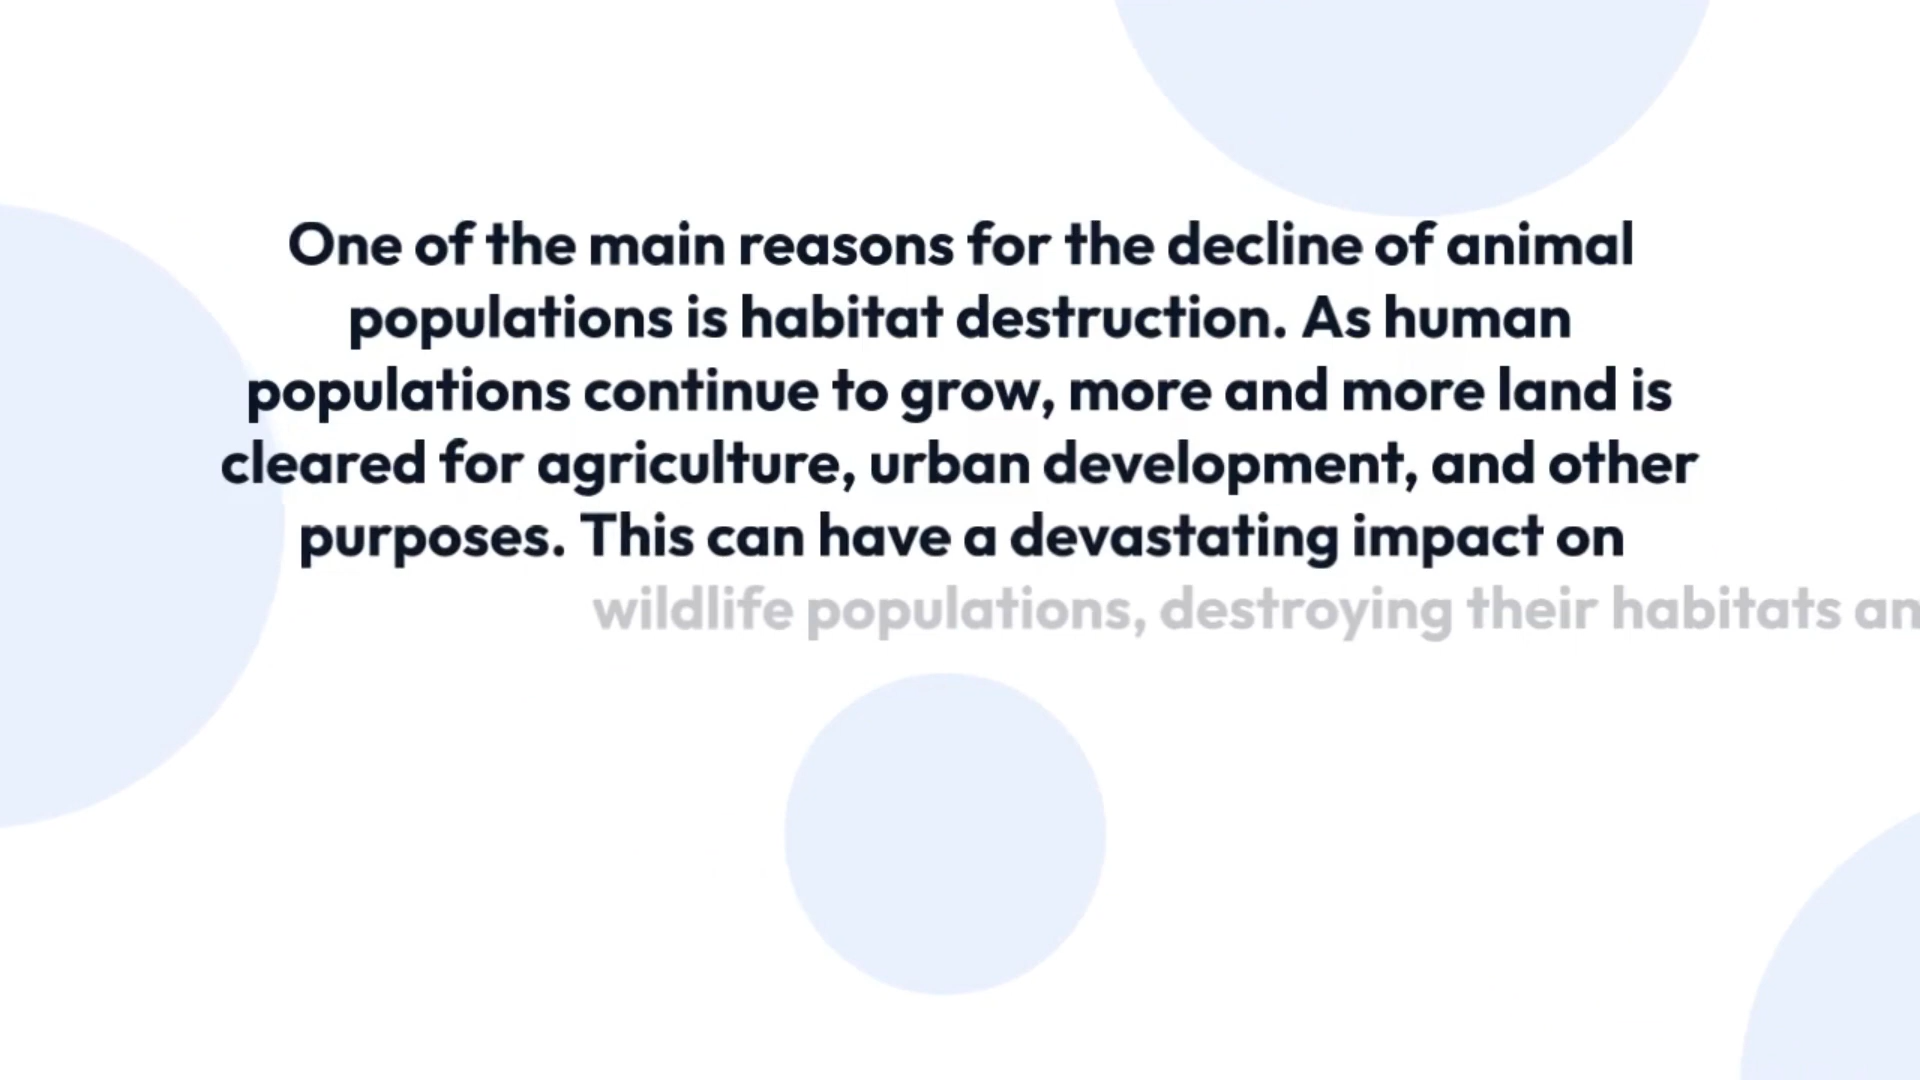 One of the main reasons for the decline of animal
populations is habitat destruction. As human
populations continue to grow, more and more land is
cleared for agriculture, urban development, and other
purposes. This can have a devastating impact on
wildlife populations, destroying their habitats an